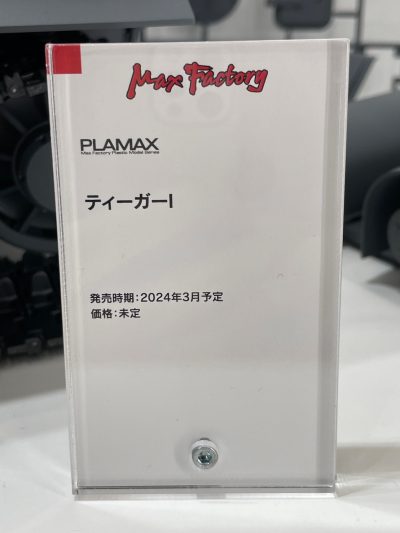 Max Factory
PLAMAX
Max Factory Plastic Model Series
ティーガーI
発売時期：2024年3月予定
価格：未定